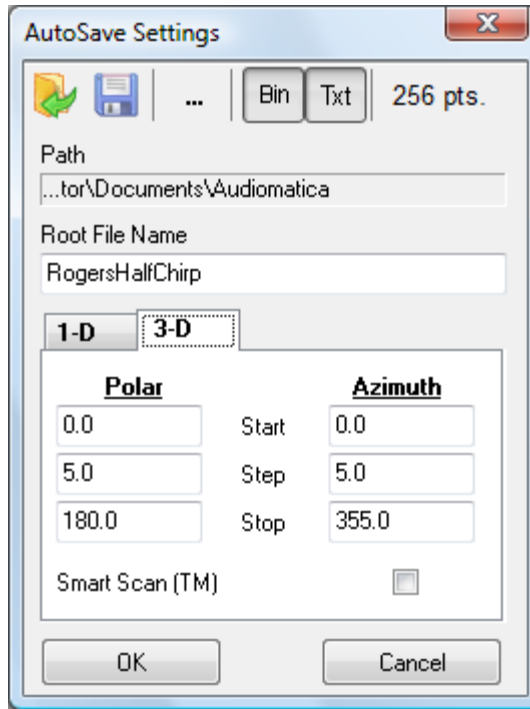 AutoSave Settings
... Bin Txt 256 pts.
Path
...tor\Documents\Audiomatica
Root File Name
RogersHalfChirp
1-D 3-D
Polar Azimuth
0.0 Start 0.0
5.0 Step 5.0
180.0 Stop 355.0
Smart Scan (TM)
OK Cancel